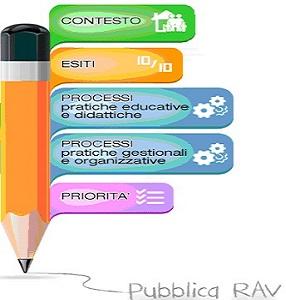 CONTESTO
ESITI
10/10
PROCESSI
pratiche educative
e didattiche
PROCESSI
pratiche gestionali
e organizzative
PRIORITA'
Pubblica RAV